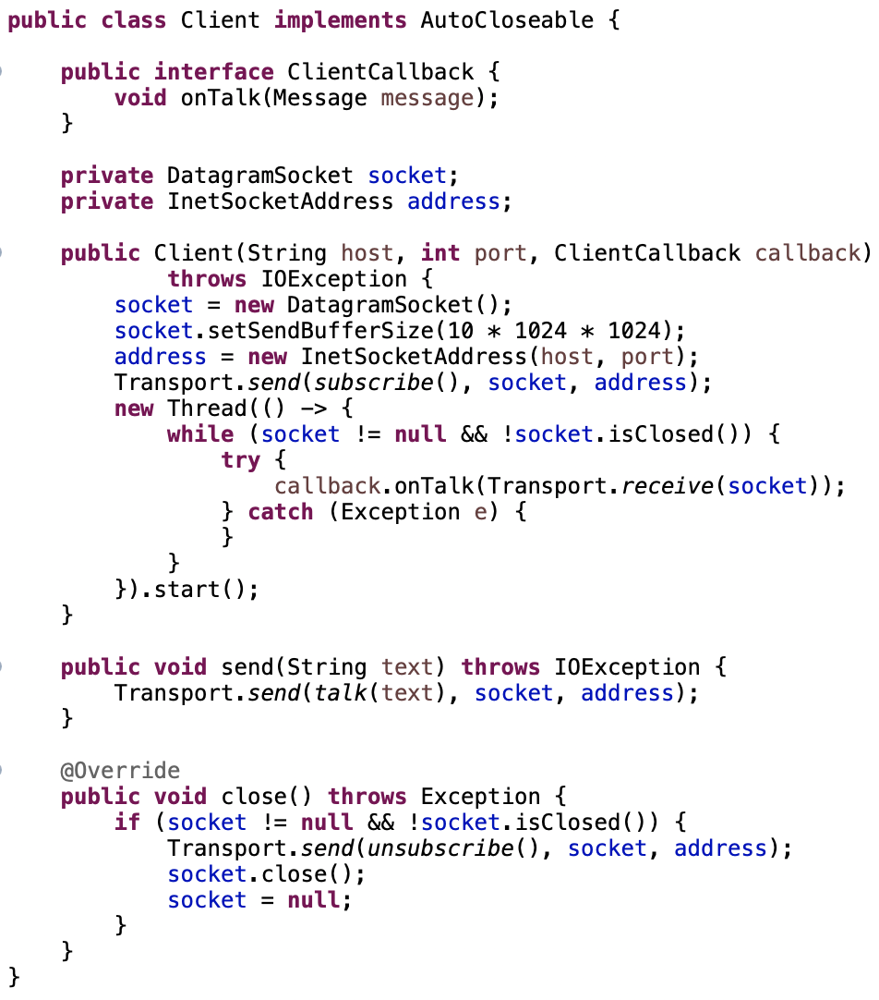 public class Client implements AutoCloseable {
public interface ClientCallback {
void onTalk(Message message);
}
private DatagramSocket socket;
private InetSocketAddress address;
public Client(String host, int port, ClientCallback callback)
throws IOException {
socket = new DatagramSocket();
socket.setSendBufferSize(10 * 1024 * 1024);
address = new InetSocketAddress(host, port);
Transport.send(subscribe(), socket, address);
new Thread(() -> {
while (socket != null && !socket.isClosed()) {
try {
callback.onTalk(Transport.receive(socket));
} catch (Exception e) {
}
}
}).start();
}
public void send(String text) throws IOException {
Transport.send(talk(text), socket, address);
}
@Override
public void close() throws Exception {
if (socket != null && !socket.isClosed()) {
Transport.send(unsubscribe(), socket, address);
socket.close();
socket = null;
}
}
}